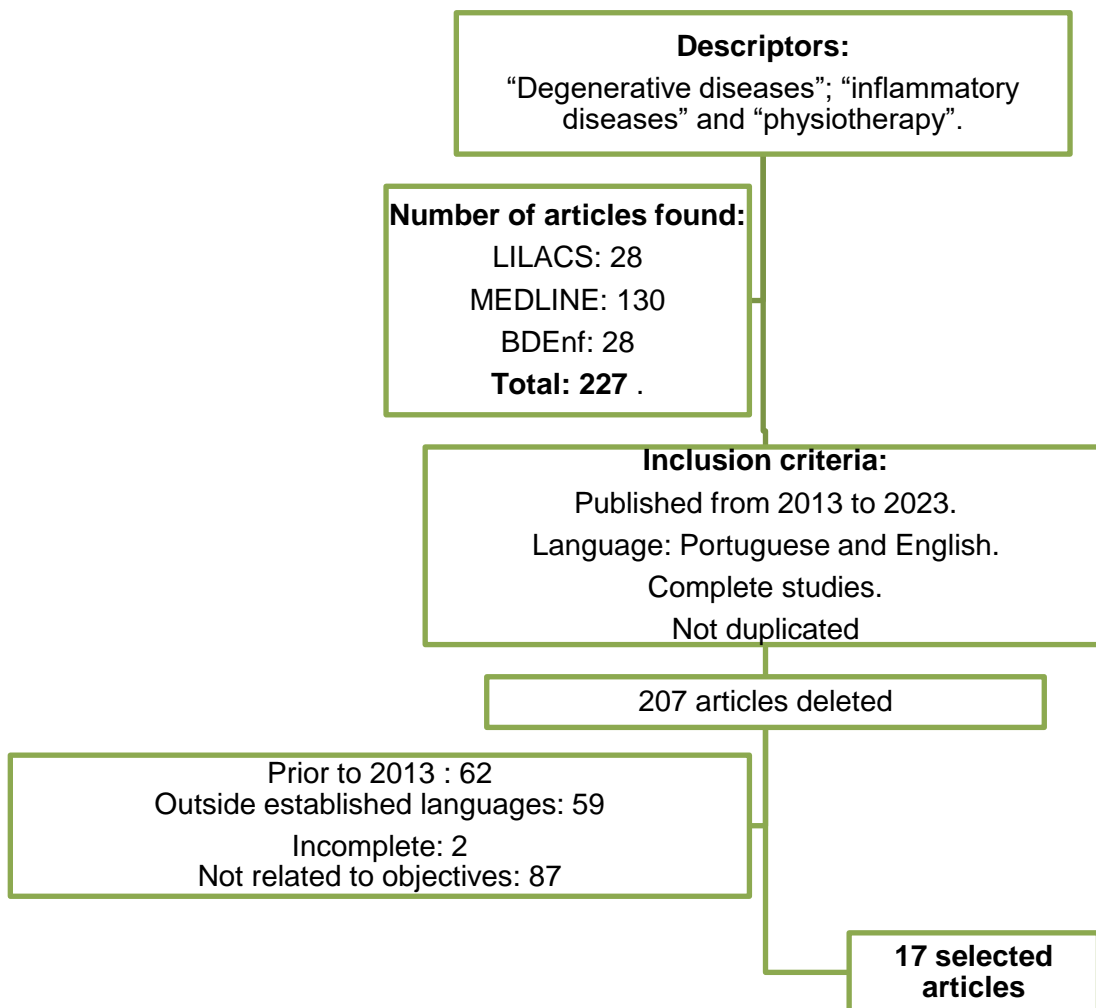 Descriptors:
“Degenerative diseases”; “inflammatory
diseases” and “physiotherapy”.
Number of articles found:
LILACS: 28
MEDLINE: 130
BDEnf: 28
Total: 227 .
Inclusion criteria:
Published from 2013 to 2023.
Language: Portuguese and English.
Complete studies.
Not duplicated
207 articles deleted
Prior to 2013 : 62
Outside established languages: 59
Incomplete: 2
Not related to objectives: 87
17 selected
articles